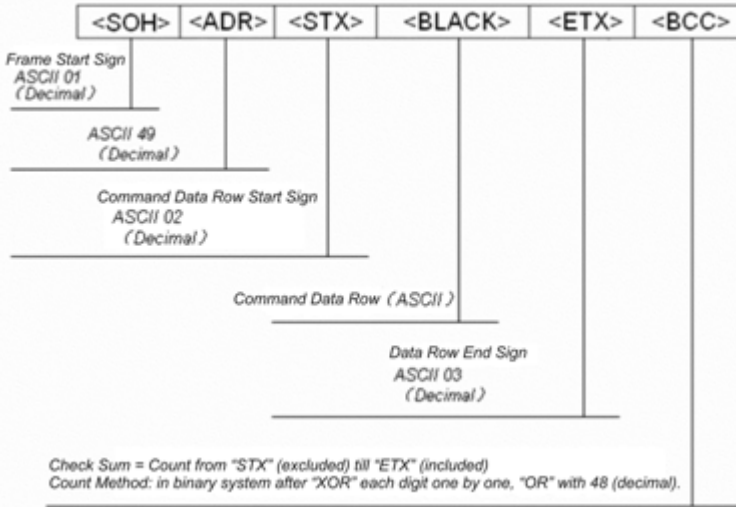 <SOH> <ADR> <STX> <BLACK> <ETX> <BCC>
Frame Start Sign
ASCII 01
(Decimal)
ASCII 49
(Decimal)
Command Data Row Start Sign
ASCII 02
(Decimal)
Command Data Row (ASCII)
Data Row End Sign
ASCII 03
(Decimal)
Check Sum = Count from “STX” (excluded) till “ETX” (included)
Count Method: in binary system after “XOR” each digit one by one, “OR” with 48 (decimal).